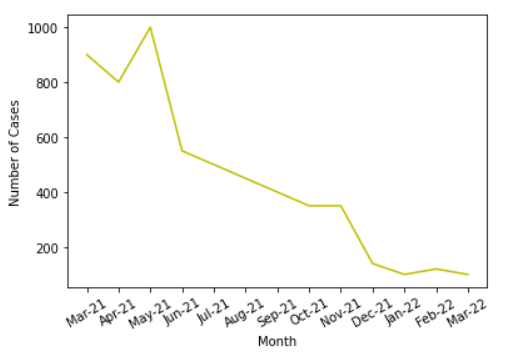 1000
800
600
400
200
Number of Cases
Mar-21 Apr-21 May-21 Jun-21 Jul-21 Aug-21 Sep-21 Oct-21 Nov-21 Dec-21 Jan-22 Feb-22 Mar-22
Month